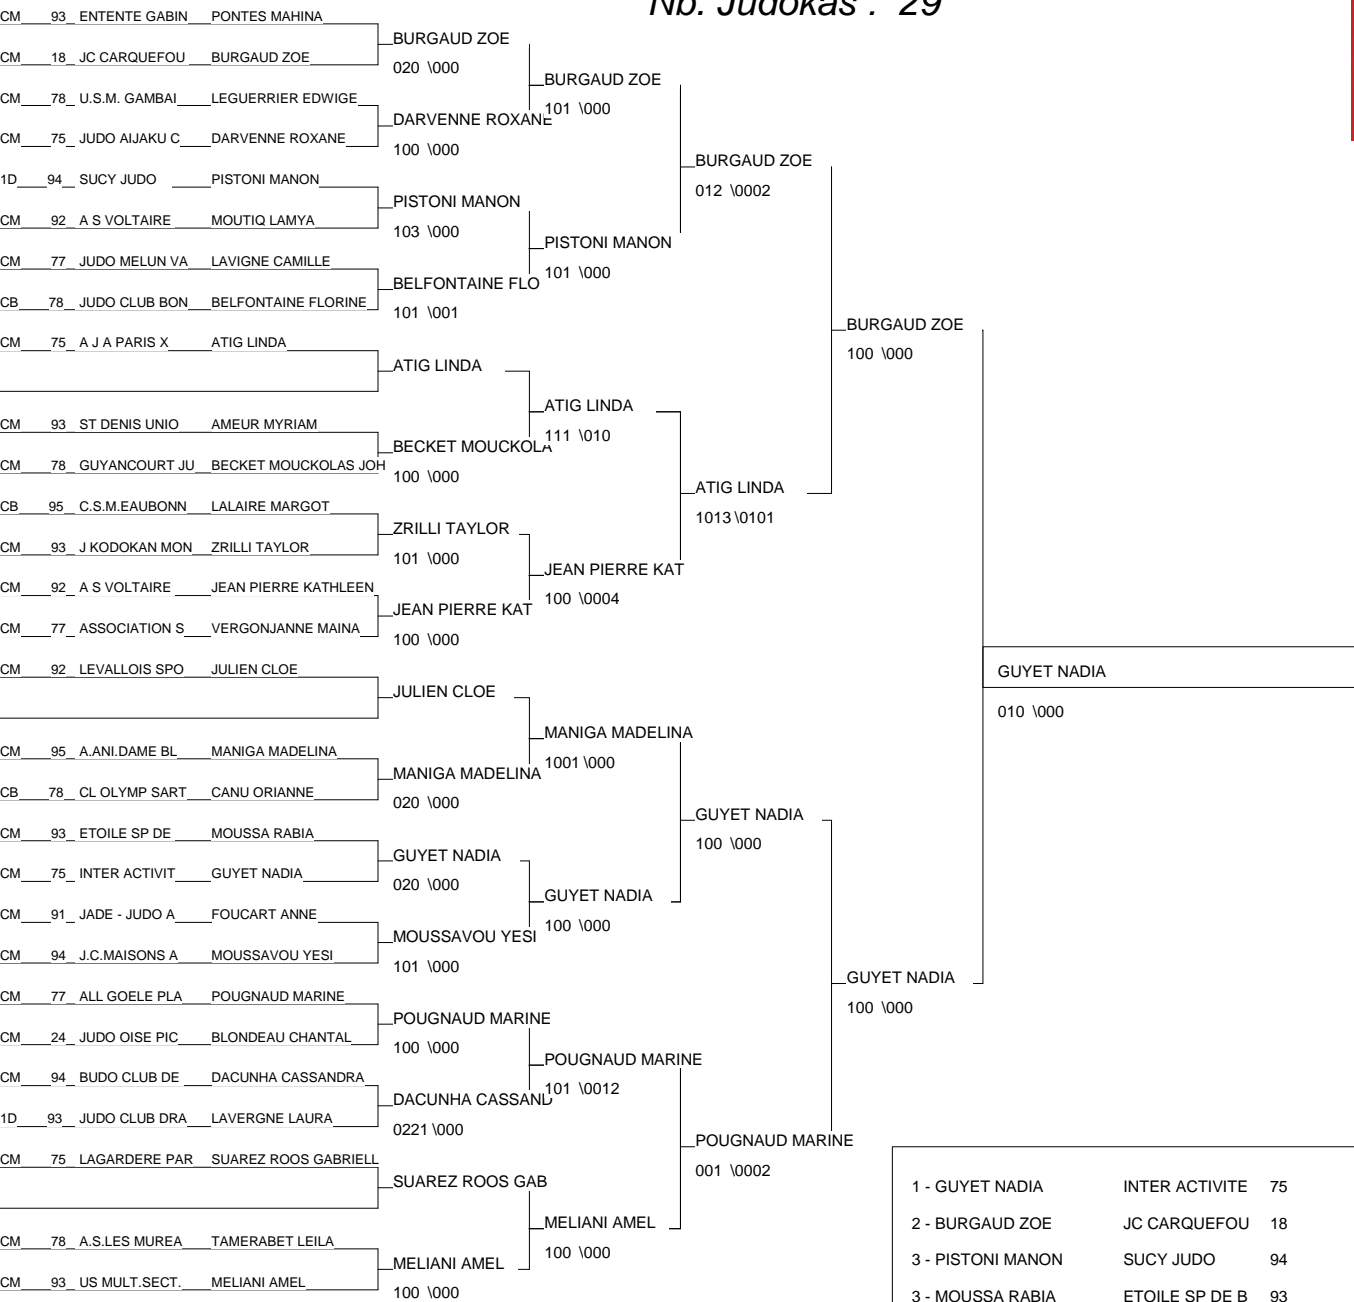 Nb. Judokas : 29
CM 93 ENTENTE GABIN PONTES MAHINA
CM 18 JC CARQUEFOU BURGAUD ZOE
CM 78 U.S.M. GAMBAI LEGUERRIER EDWIGE
CM 75 JUDO AIJAKU C DARVENNE ROXANE
1D 94 SUCY JUDO PISTONI MANON
CM 92 A S VOLTAIRE MOUTIQ LAMYA
CM 77 JUDO MELUN VA LAVIGNE CAMILLE
CB 78 JUDO CLUB BON BELFONTAINE FLORINE
CM 75 A J A PARIS X ATIG LINDA
CM 93 ST DENIS UNIO AMEUR MYRIAM
CM 78 GUYANCOURT JU BECKET MOUCKOLAS JOH
CB 95 C.S.M.EAUBONN LALAIRE MARGOT
CM 93 J KODOKAN MON ZRILLI TAYLOR
CM 92 A S VOLTAIRE JEAN PIERRE KATHLEEN
CM 77 ASSOCIATION S VERGONJANNE MAINA
CM 92 LEVALLOIS SPO JULIEN CLOE
CM 95 A.ANI.DAME BL MANIGA MADELINA
CB 78 CL OLYMP SART CANU ORIANNE
CM 93 ETOILE SP DE MOUSSA RABIA
CM 75 INTER ACTIVIT GUYET NADIA
CM 91 JADE - JUDO A FOUCART ANNE
CM 94 J.C.MAISONS A MOUSSAVOU YESI
CM 77 ALL GOELE PLA POUGNAUD MARINE
CM 24 JUDO OISE PIC BLONDEAU CHANTAL
CM 94 BUDO CLUB DE DACUNHA CASSANDRA
1D 93 JUDO CLUB DRA LAVERGNE LAURA
CM 75 LAGARDERE PAR SUAREZ ROOS GABRIELL
CM 78 A.S.LES MUREA TAMERABET LEILA
CM 93 US MULT.SECT. MELIANI AMEL
BURGAUD ZOE
020 \000
DARVENNE ROXANE
100 \000
PISTONI MANON
103 \000
BELFONTAINE FLO
101 \001
ATIG LINDA
BECKET MOUCKOLA
100 \000
ZRILLI TAYLOR
101 \000
JEAN PIERRE KAT
100 \000
JULIEN CLOE
MANIGA MADELINA
020 \000
GUYET NADIA
020 \000
MOUSSAVOU YESI
101 \000
POUGNAUD MARINE
100 \000
DACUNHA CASSAND
0221 \000
SUAREZ ROOS GAB
MELIANI AMEL
100 \000
BURGAUD ZOE
101 \000
PISTONI MANON
101 \000
ATIG LINDA
111 \010
JEAN PIERRE KAT
100 \0004
MANIGA MADELINA
1001 \000
GUYET NADIA
100 \000
POUGNAUD MARINE
101 \0012
MELIANI AMEL
100 \000
BURGAUD ZOE
012 \0002
ATIG LINDA
1013 \0101
GUYET NADIA
100 \000
POUGNAUD MARINE
001 \0002
BURGAUD ZOE
100 \000
GUYET NADIA
100 \000
GUYET NADIA
010 \000
1 - GUYET NADIA INTER ACTIVITE 75
2 - BURGAUD ZOE JC CARQUEFOU 18
3 - PISTONI MANON SUCY JUDO 94
3 - MOUSSA RABIA ETOILE SP DE B 93